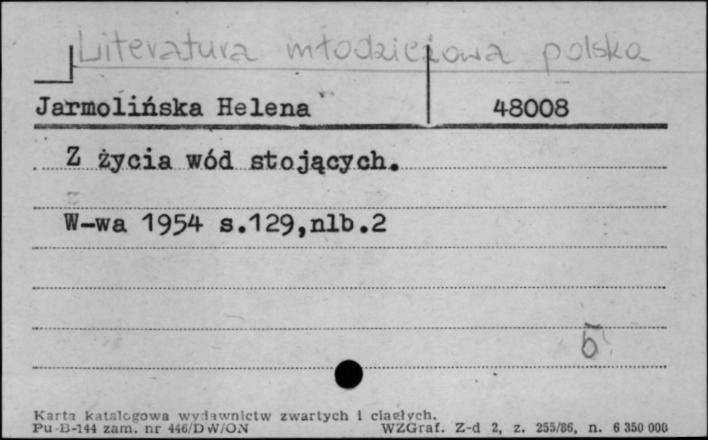 Literatura młodzieżowa polska
Jarmolińska Helena 48008
Z życia wód stojących.
W-wa 1954 s.129,nlb.2
Karta katalogowa wydawnictw zwartych i ciągłych.
Pu-B-144 zam. nr 446/DW/ON WZGraf. Z-d 2, z. 255/86, n. 6 350 000